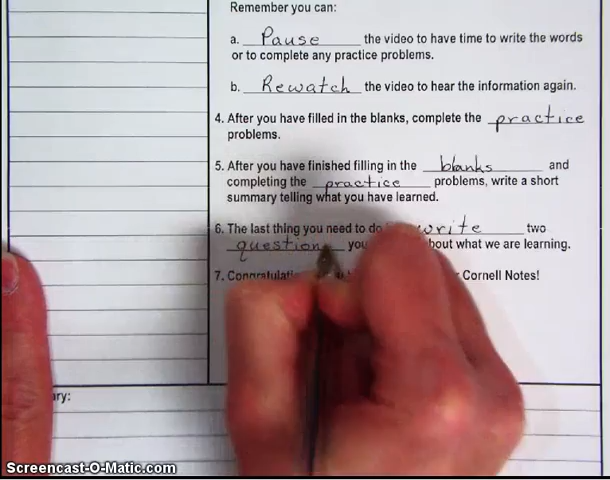 Remember you can:
a. Pause the video to have time to write the words
or to complete any practice problems.
b. Rewatch the video to hear the information again.
4. After you have filled in the blanks, complete the practice
problems.
5. After you have finished filling in the blanks and
completing the practice problems, write a short
summary telling what you have learned.
6. The last thing you need to do write two
question you bout what we are learning.
7. Congratulati Cornell Notes!
ry:
Screencast-O-Matic.com